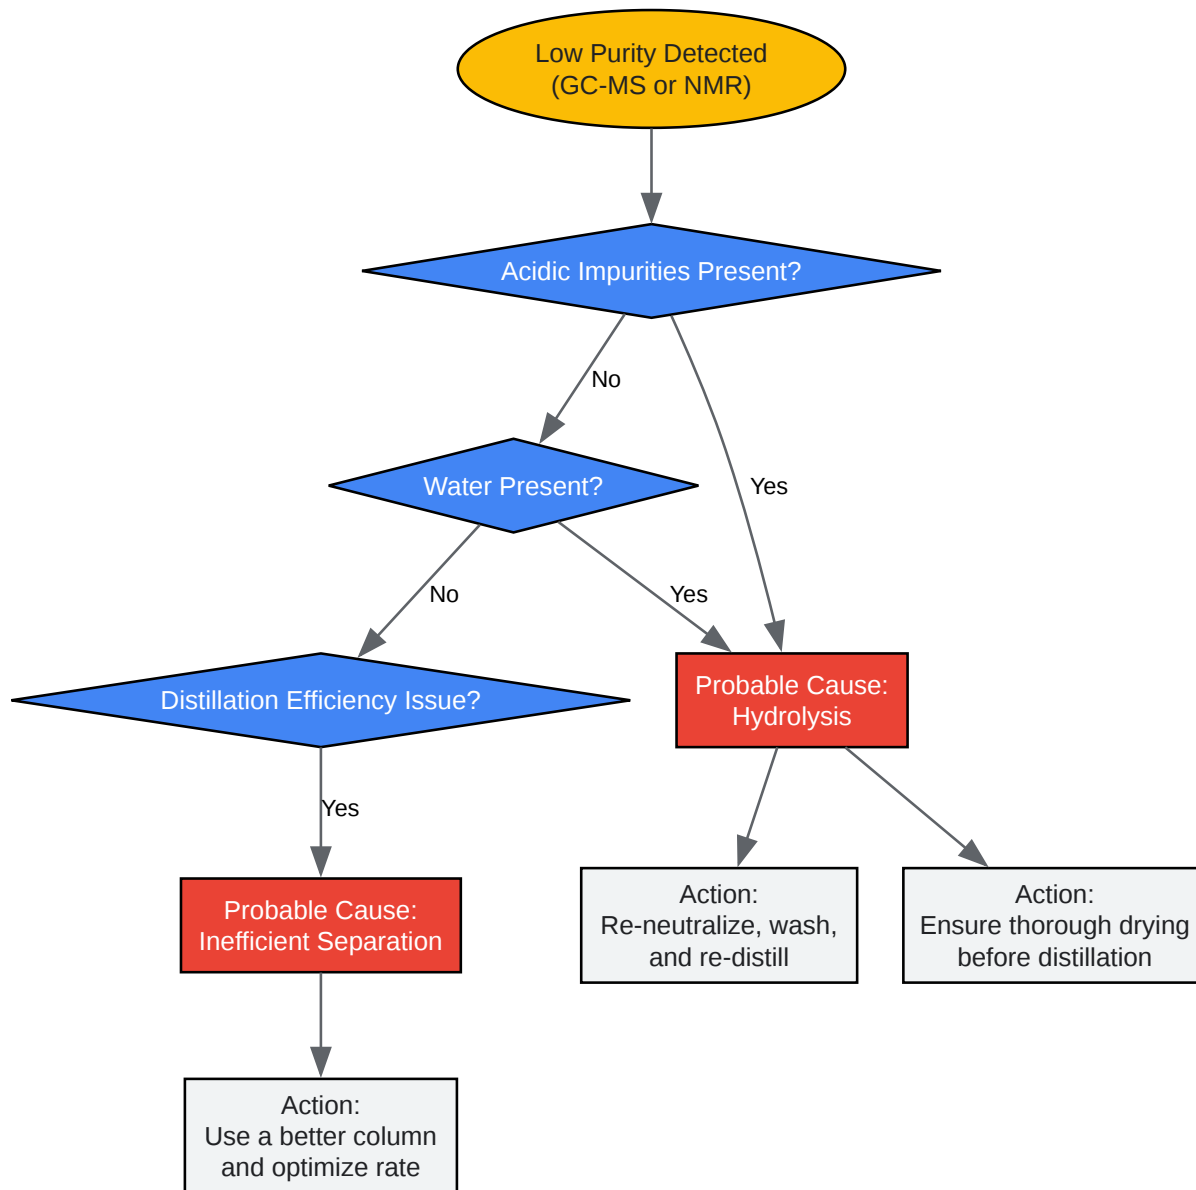 Low Purity Detected
(GC-MS or NMR)
Acidic Impurities Present?
No
Yes
Water Present?
No
Yes
Distillation Efficiency Issue?
Probable Cause:
Hydrolysis
Yes
Probable Cause:
Inefficient Separation
Action:
Re-neutralize, wash,
and re-distill
Action:
Ensure thorough drying
before distillation
Action:
Use a better column
and optimize rate